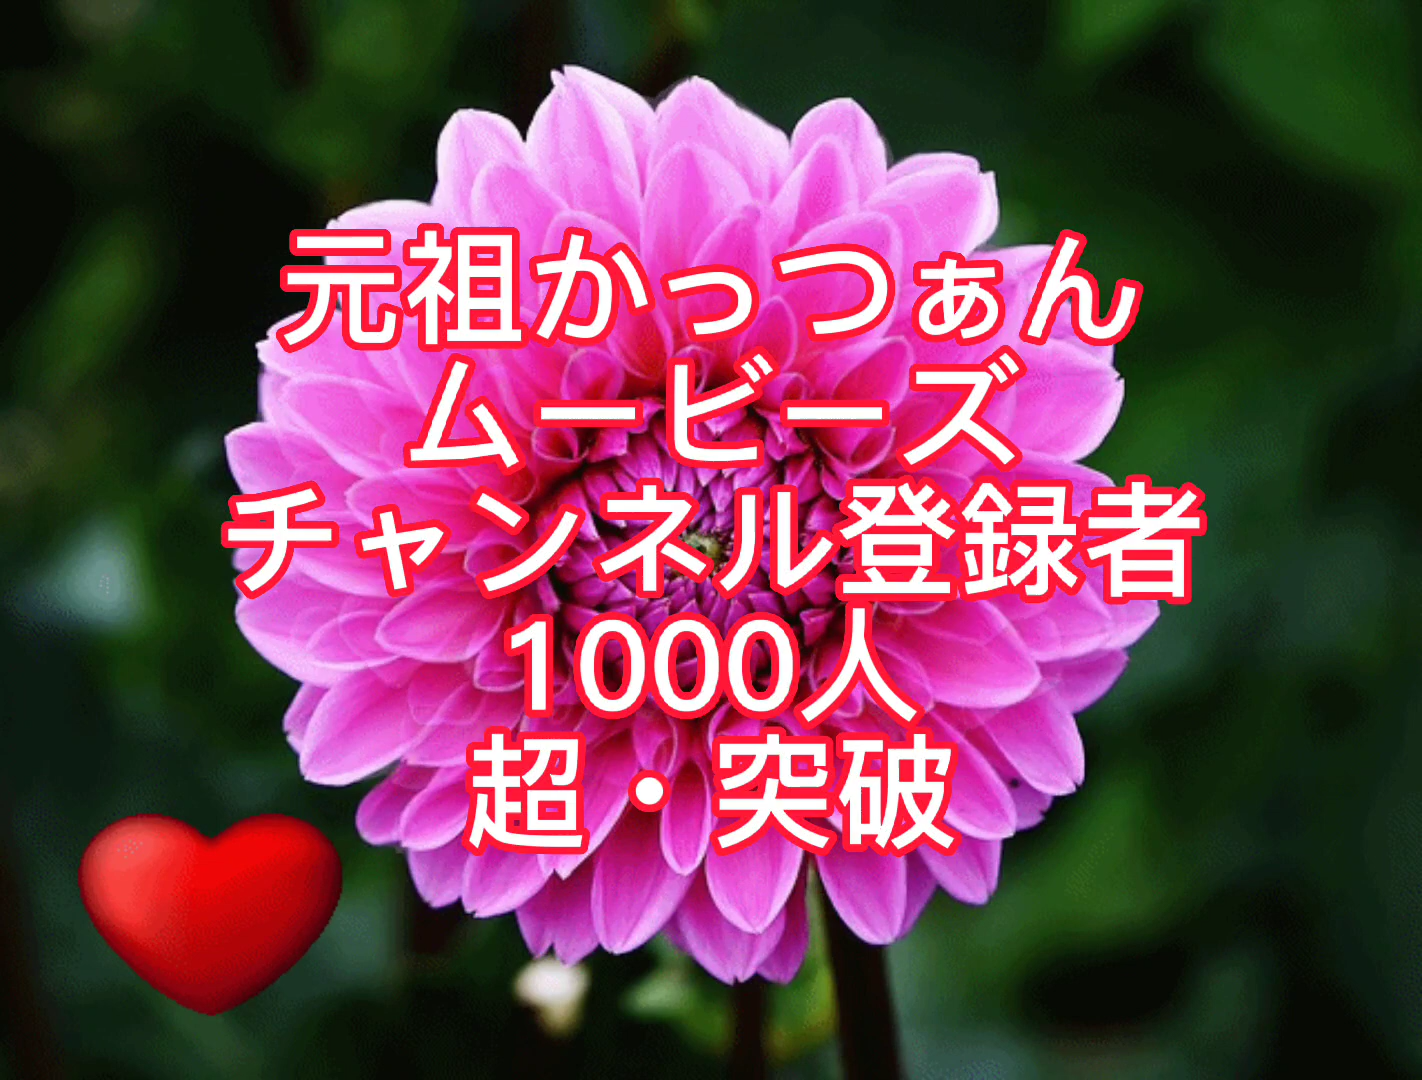 元祖かっつぁん
ムービーズ
チャンネル登録者
1000人
超・突破